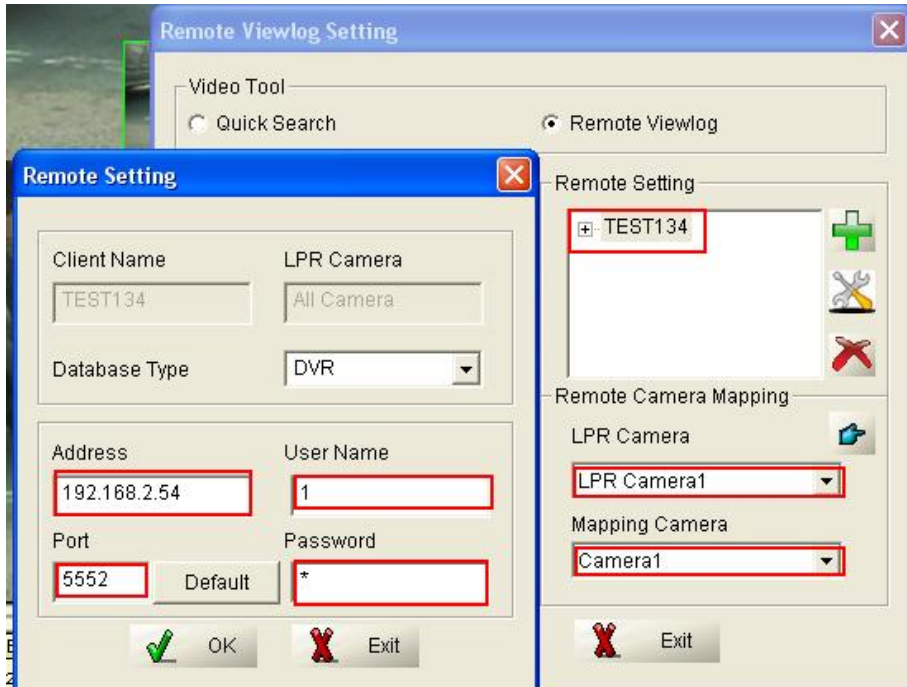 Remote Viewlog Setting
Video Tool
Quick Search
Remote Viewlog
Remote Setting
Client Name
LPR Camera
TEST134
All Camera
Database Type
DVR
Address
User Name
192.168.2.54
1
Port
Password
5552
Default
*
OK
Exit
Remote Setting
TEST134
Remote Camera Mapping
LPR Camera
LPR Camera1
Mapping Camera
Camera1
Exit